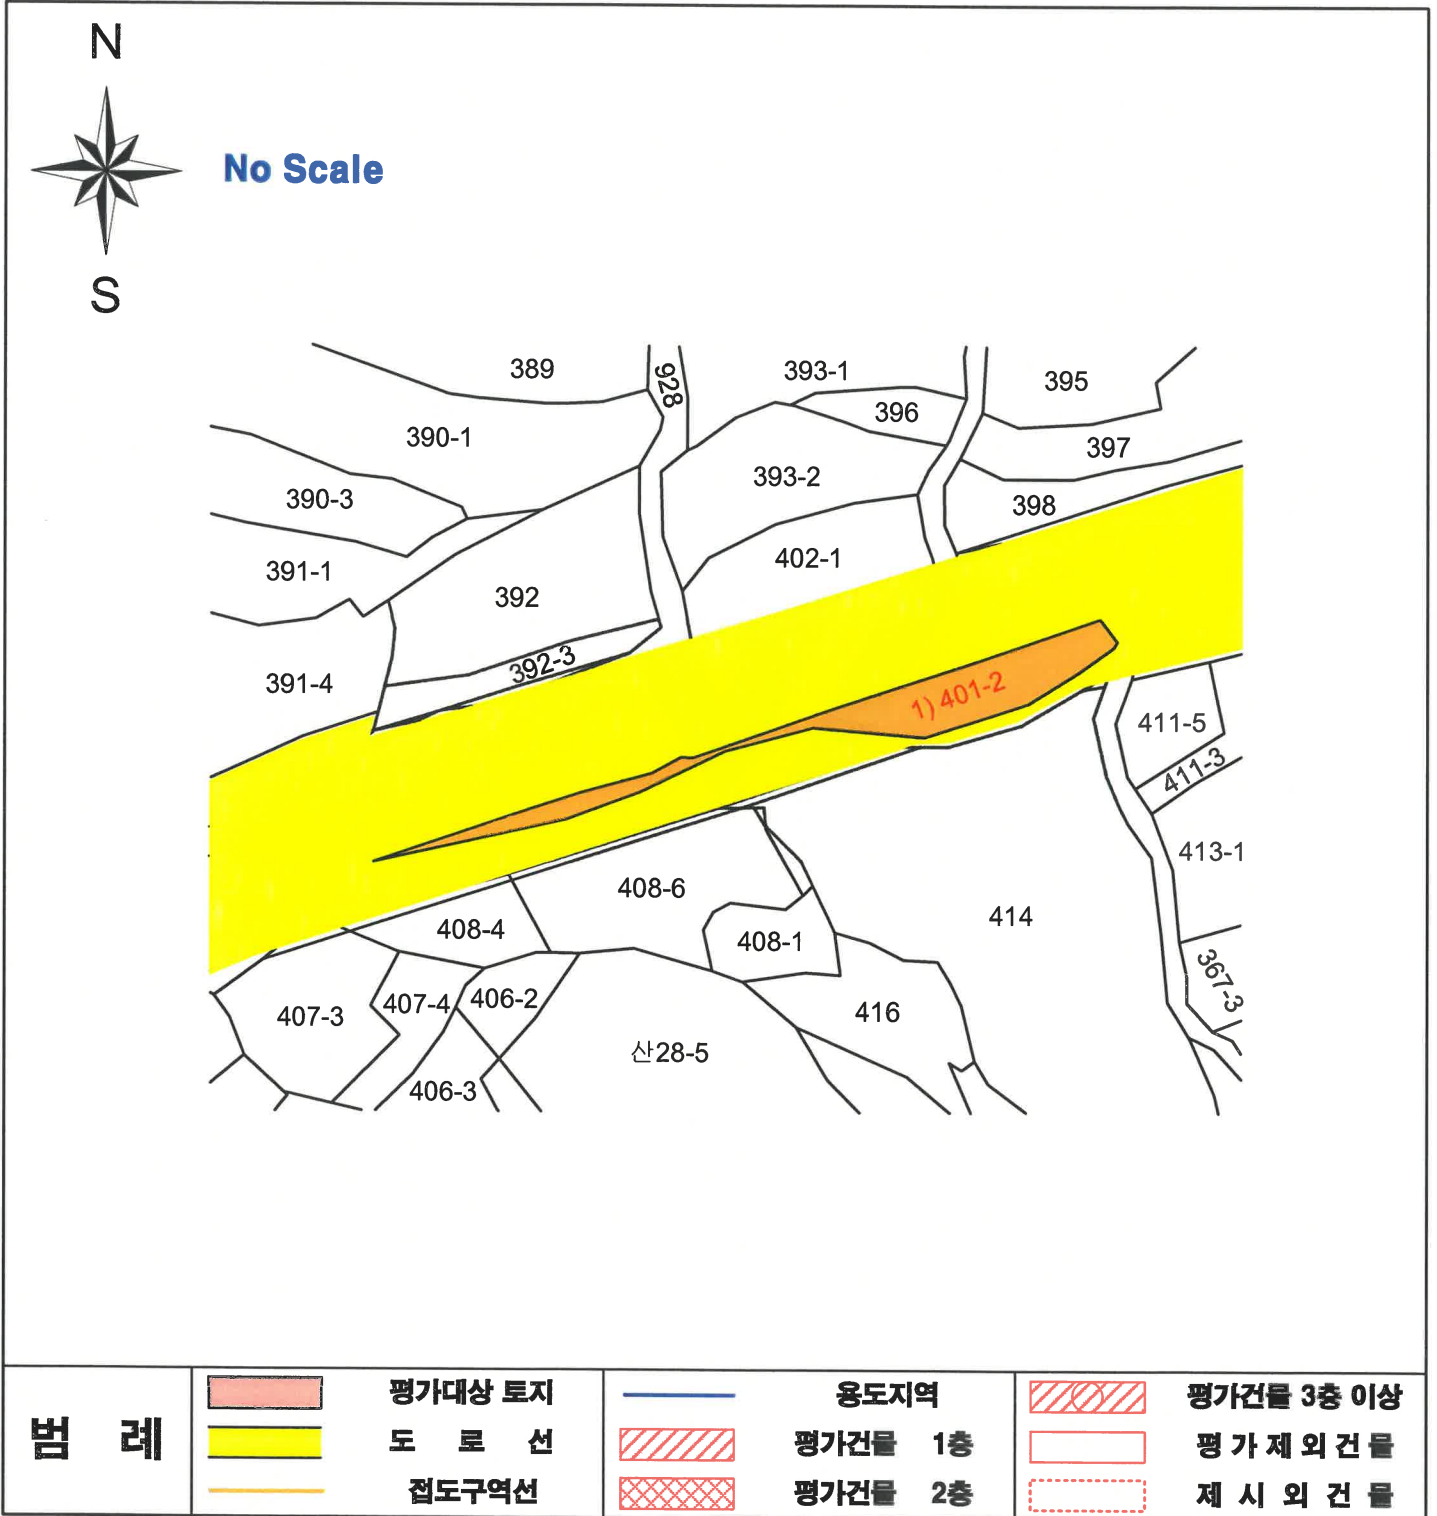 N
No Scale
S
389
928
393-1
395
396
390-1
397
393-2
390-3
398
402-1
391-1
392
392-3
391-4
1) 401-2
411-5
411-3
413-1
408-6
414
408-4
408-1
367-3
407-4
406-2
407-3
416
산28-5
406-3
범 례
평가대상 토지
용도지역
평가건물 3층 이상
도 로 선
평가건물 1층
평 가 제 외 건 물
접도구역선
평가건물 2층
제 시 외 건 물